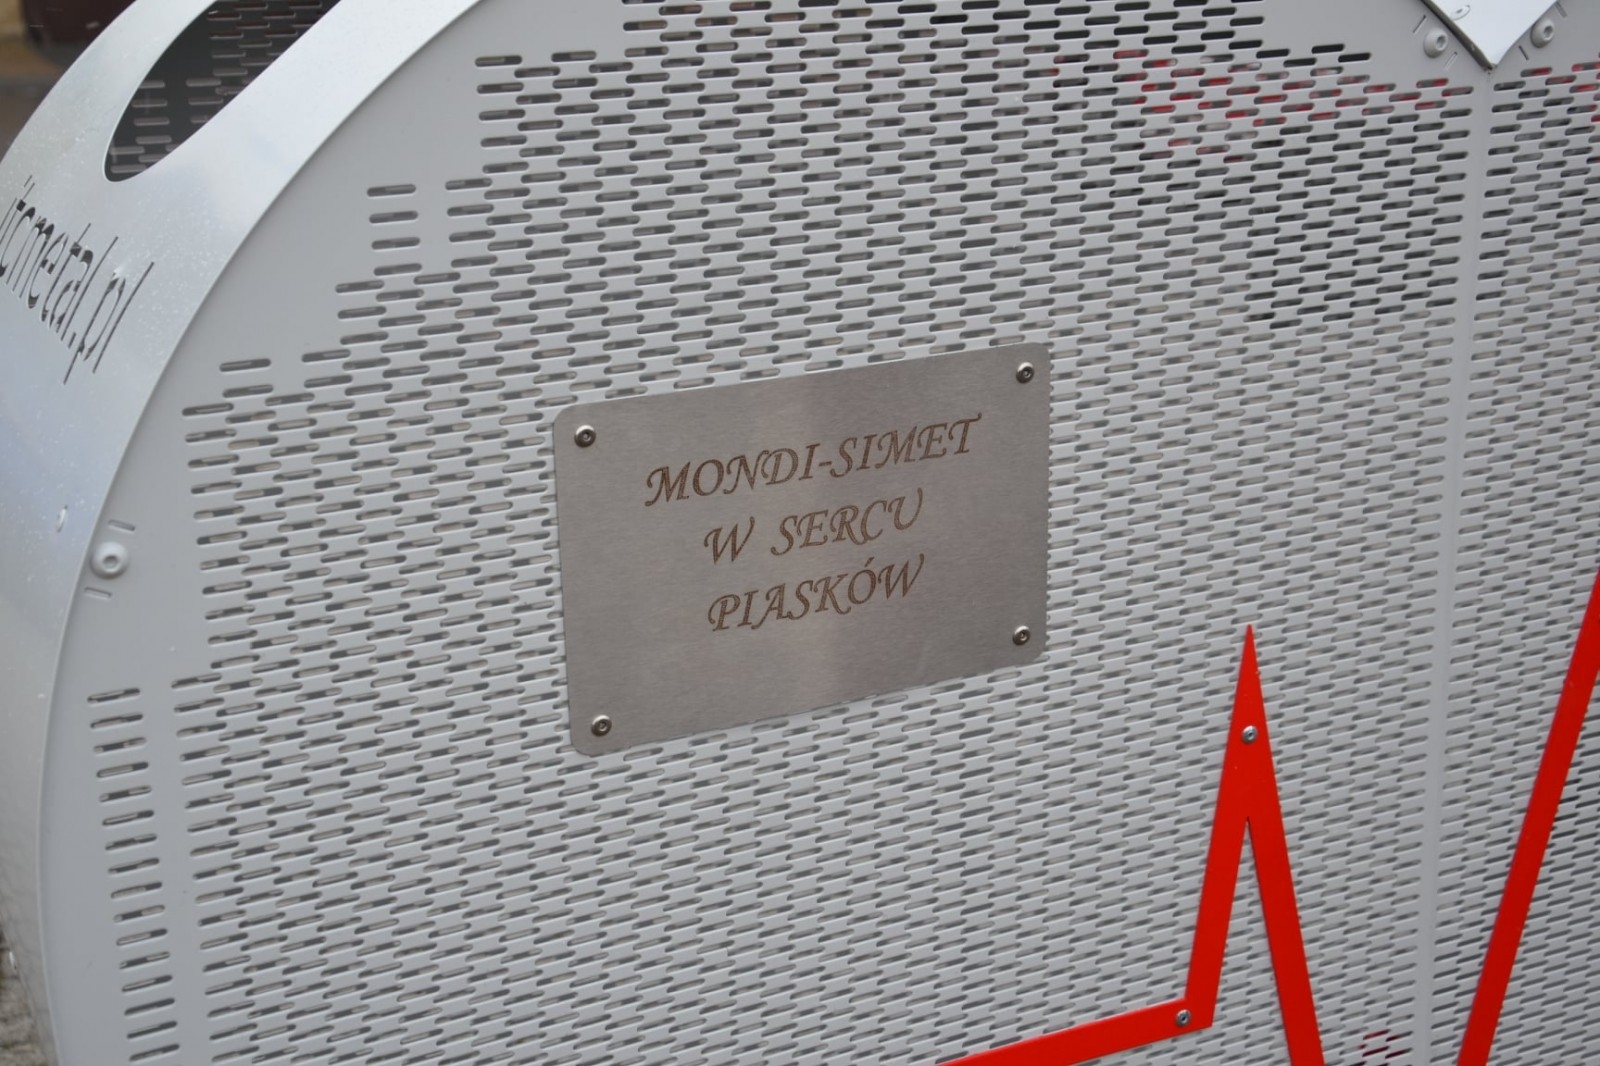 MONDI-SIMET
W SERCU
PIASKÓW